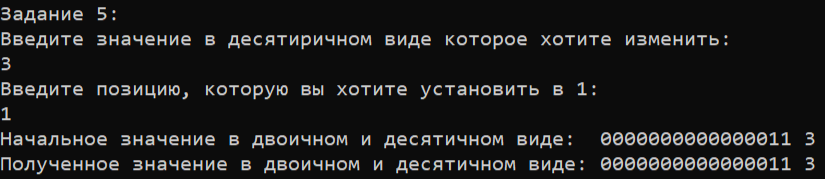 Задание 5:
Введите значение в десятиричном виде которое хотите изменить:
3
Введите позицию, которую вы хотите установить в 1:
1
Начальное значение в двоичном и десятичном виде:  0000000000000011 3
Полученное значение в двоичном и десятичном виде: 0000000000000011 3